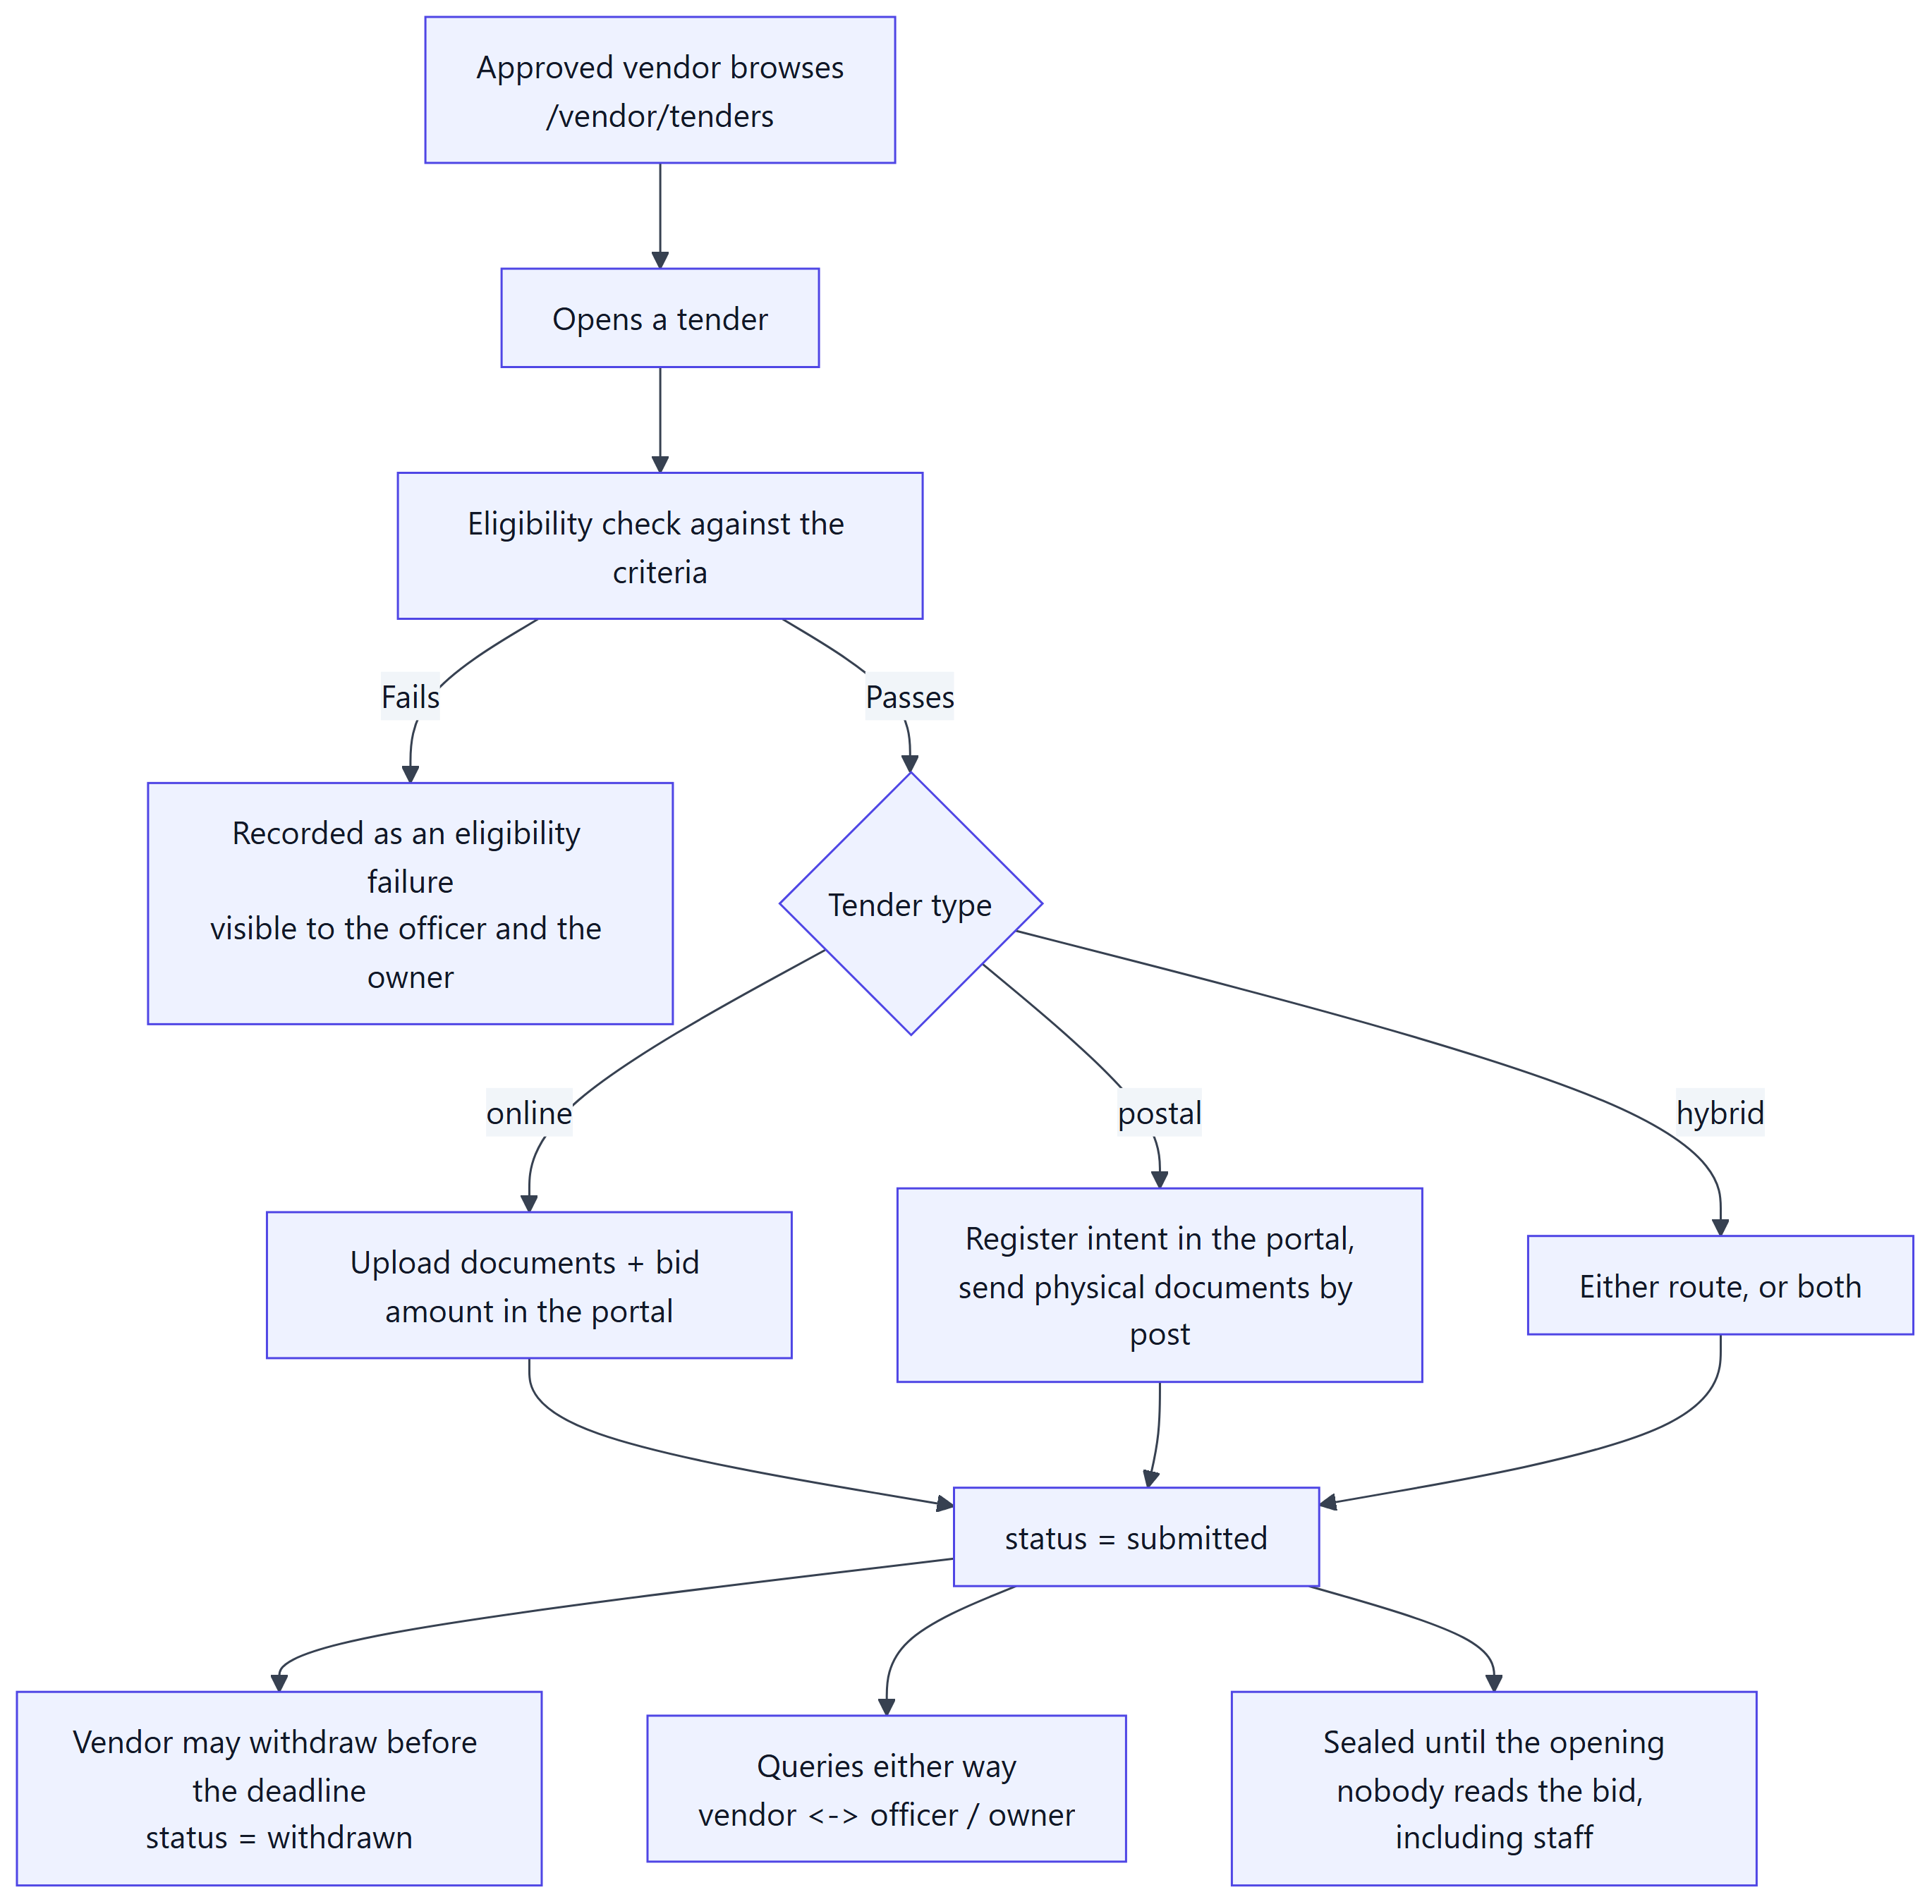 Approved vendor browses
/vendor/tenders
Opens a tender
Eligibility check against the
criteria
Fails
Passes
Recorded as an eligibility
failure
visible to the officer and the
owner
Tender type
online
postal
hybrid
Upload documents + bid
amount in the portal
Register intent in the portal,
send physical documents by
post
Either route, or both
status = submitted
Vendor may withdraw before
the deadline
status = withdrawn
Queries either way
vendor <-> officer / owner
Sealed until the opening
nobody reads the bid,
including staff